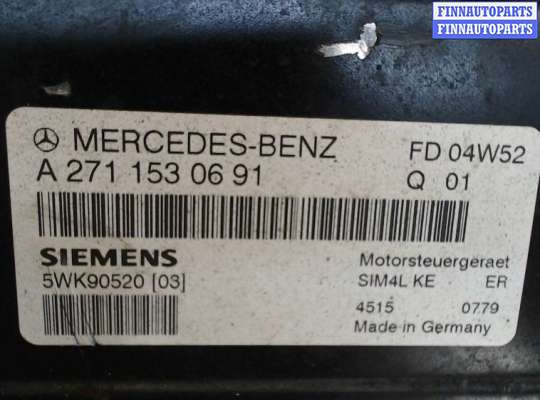 FINNAUTOPARTS
FINNAUTOPARTS
MERCEDES-BENZ FD 04W52
A 271 153 06 91 Q 01
SIEMENS Motorsteuergeraet
5WK90520 [03] SIM4L KE ER
4515 0779
Made in Germany